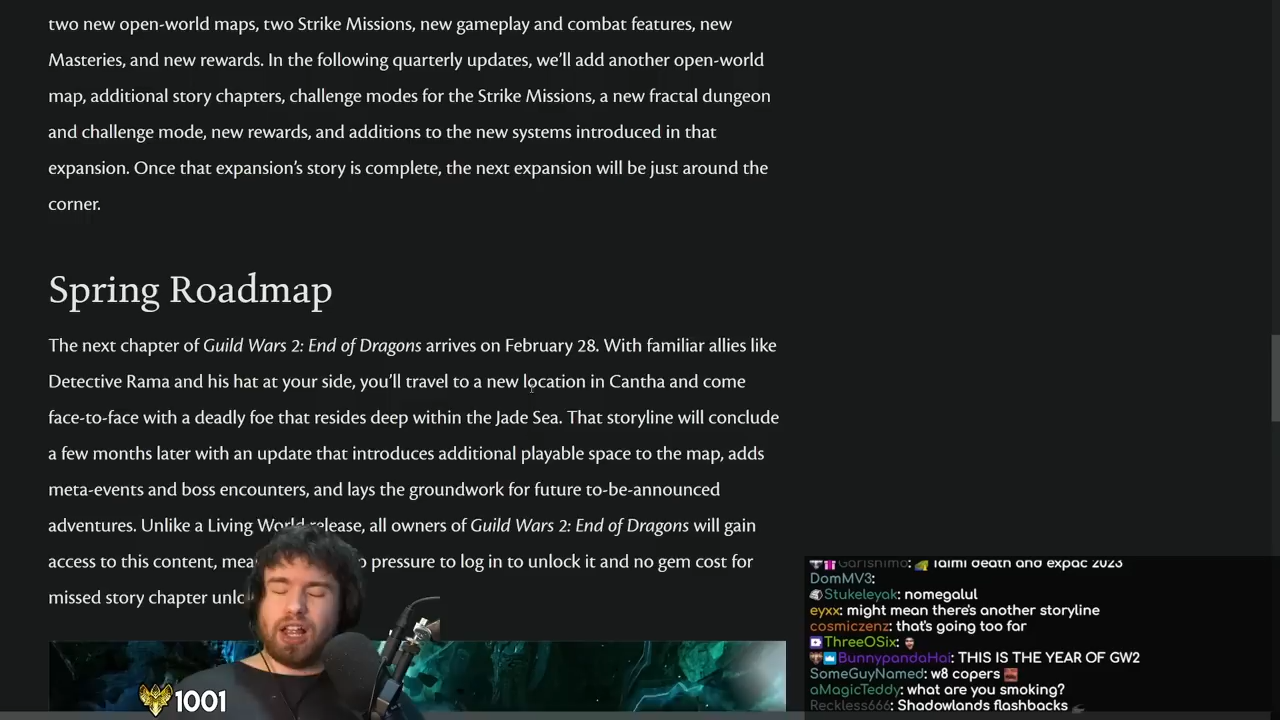 two new open-world maps, two Strike Missions, new gameplay and combat features, new
Masteries, and new rewards. In the following quarterly updates, we'll add another open-world
map, additional story chapters, challenge modes for the Strike Missions, a new fractal dungeon
and challenge mode, new rewards, and additions to the new systems introduced in that
expansion. Once that expansion's story is complete, the next expansion will be just around the
corner.
Spring Roadmap
The next chapter of Guild Wars 2: End of Dragons arrives on February 28. With familiar allies like
Detective Rama and his hat at your side, you'll travel to a new location in Cantha and come
face-to-face with a deadly foe that resides deep within the Jade Sea. That storyline will conclude
a few months later with an update that introduces additional playable space to the map, adds
meta-events and boss encounters, and lays the groundwork for future to-be-announced
adventures. Unlike a Living World release, all owners of Guild Wars 2: End of Dragons will gain
access to this content, pressure to log in to unlock it and no gem cost for
missed story chapter
1001
Garishimo: Taimi death and expac 2023
DomMV3:
Stukeleyak: nomegalul
eyxx: might mean there's another storyline
cosmiczenz: that's going too far
ThreeOSix:
BunnypandaHai: THIS IS THE YEAR OF GW2
SomeGuyNamed: w8 copers
aMagicTeddy: what are you smoking?
Reckless666: Shadowlands flashbacks